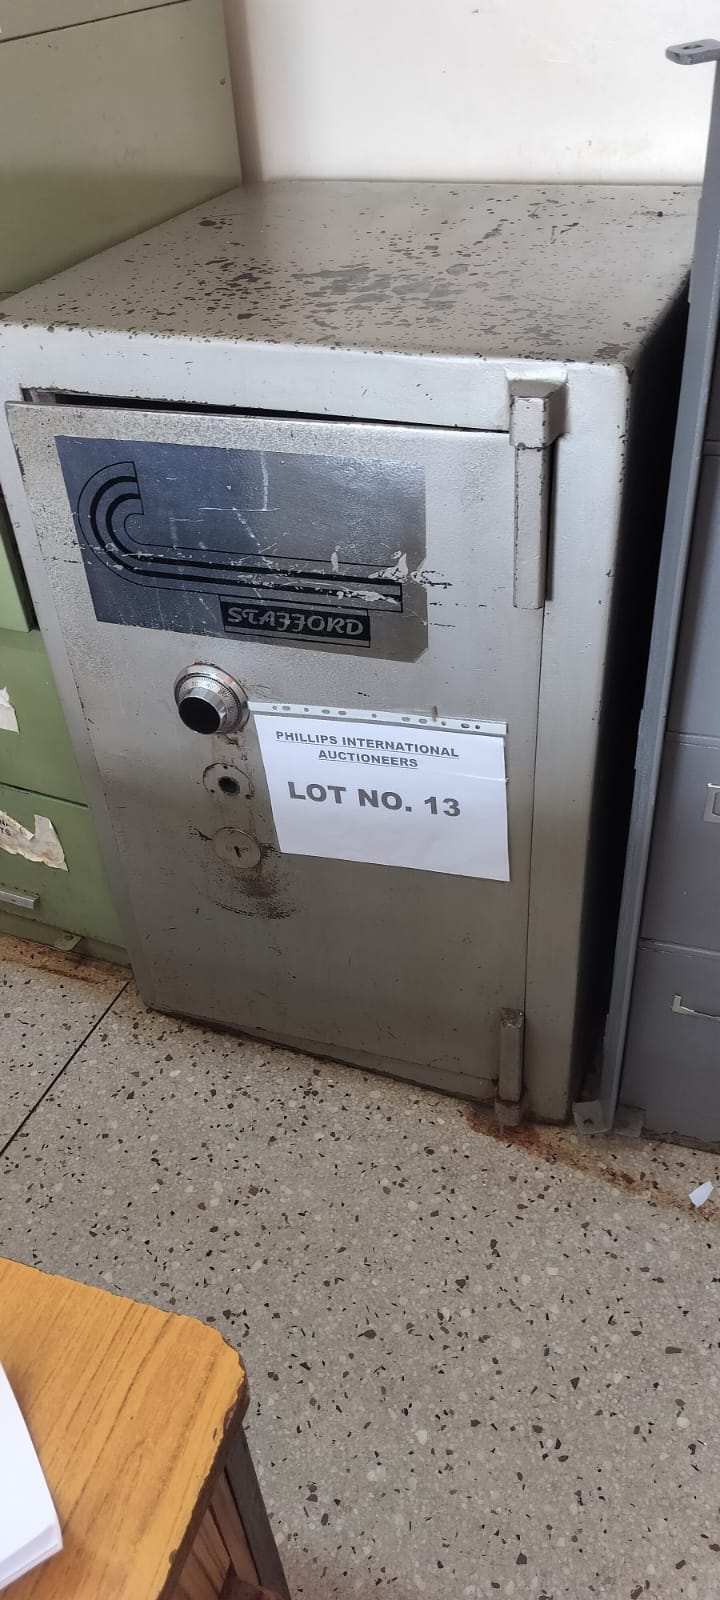 STAFFORD
PHILLIPS INTERNATIONAL
AUCTIONEERS
LOT NO. 13